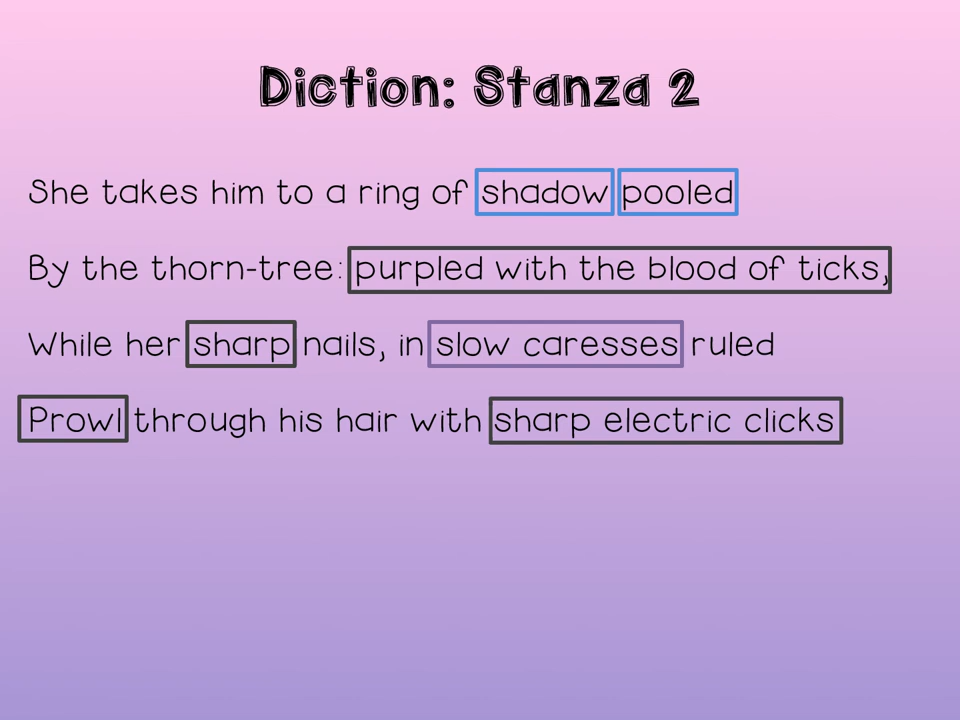 Diction: Stanza 2
She takes him to a ring of shadow pooled
By the thorn-tree: purpled with the blood of ticks,
While her sharp nails, in slow caresses ruled
Prowl through his hair with sharp electric clicks